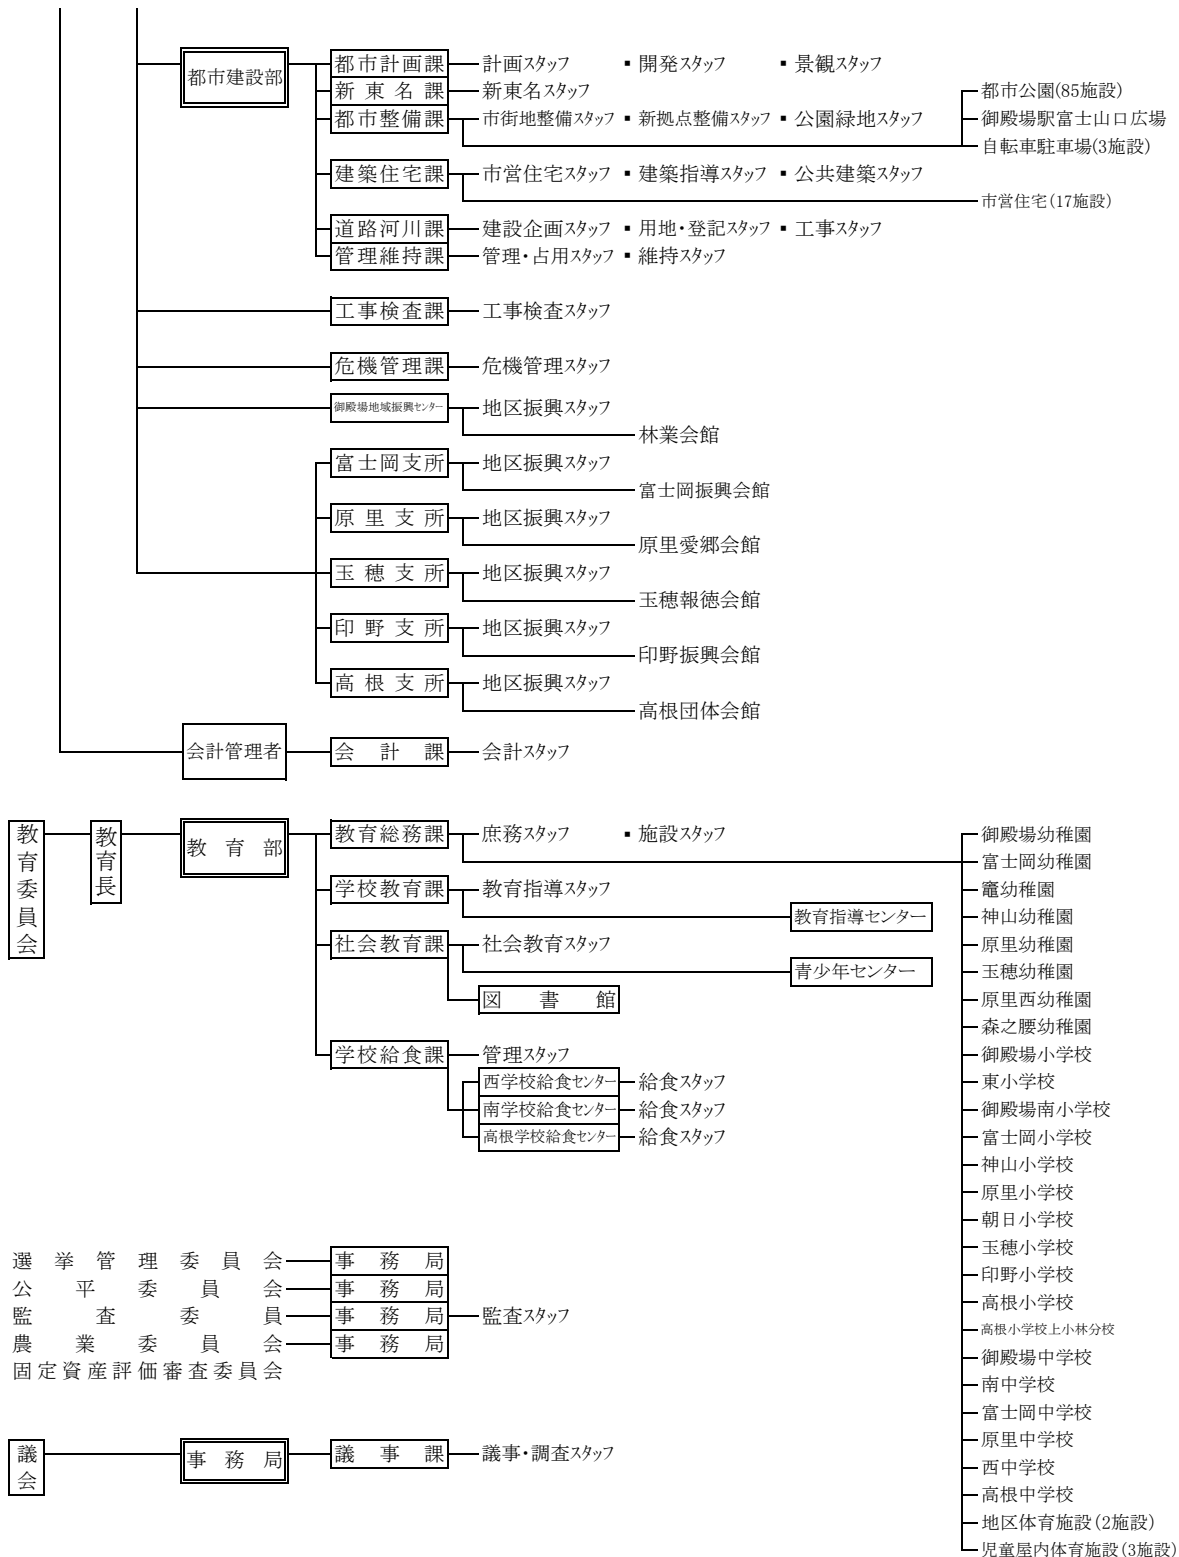 都市建設部 都市計画課 計画スタッフ ▪ 開発スタッフ ▪ 景観スタッフ
新東名課 新東名スタッフ 都市公園(85施設)
都市整備課 市街地整備スタッフ ▪ 新拠点整備スタッフ ▪ 公園緑地スタッフ 御殿場駅富士山口広場
自転車駐車場(3施設)
建築住宅課 市営住宅スタッフ ▪ 建築指導スタッフ ▪ 公共建築スタッフ
市営住宅(17施設)
道路河川課 建設企画スタッフ ▪ 用地・登記スタッフ ▪ 工事スタッフ
管理維持課 管理・占用スタッフ ▪ 維持スタッフ
工事検査課 工事検査スタッフ
危機管理課 危機管理スタッフ
御殿場地域振興センター 地区振興スタッフ
林業会館
富士岡支所 地区振興スタッフ
富士岡振興会館
原里支所 地区振興スタッフ
原里愛郷会館
玉穂支所 地区振興スタッフ
玉穂報徳会館
印野支所 地区振興スタッフ
印野振興会館
高根支所 地区振興スタッフ
高根団体会館
会計管理者 会計課 会計スタッフ
教育委員会 教育長 教育部 教育総務課 庶務スタッフ ▪ 施設スタッフ 御殿場幼稚園
富士岡幼稚園
学校教育課 教育指導スタッフ 竈幼稚園
教育指導センター 神山幼稚園
社会教育課 社会教育スタッフ 原里幼稚園
青少年センター 玉穂幼稚園
図書館 原里西幼稚園
森之腰幼稚園
学校給食課 管理スタッフ 御殿場小学校
西学校給食センター 給食スタッフ 東小学校
南学校給食センター 給食スタッフ 御殿場南小学校
高根学校給食センター 給食スタッフ 富士岡小学校
神山小学校
原里小学校
朝日小学校
玉穂小学校
選挙管理委員会 事務局
印野小学校
公平委員会 事務局
高根小学校
監査委員 事務局 監査スタッフ
高根小学校上小林分校
農業委員会 事務局
御殿場中学校
固定資産評価審査委員会
南中学校
富士岡中学校
原里中学校
議会 事務局 議事課 議事・調査スタッフ
西中学校
高根中学校
地区体育施設(2施設)
児童屋内体育施設(3施設)